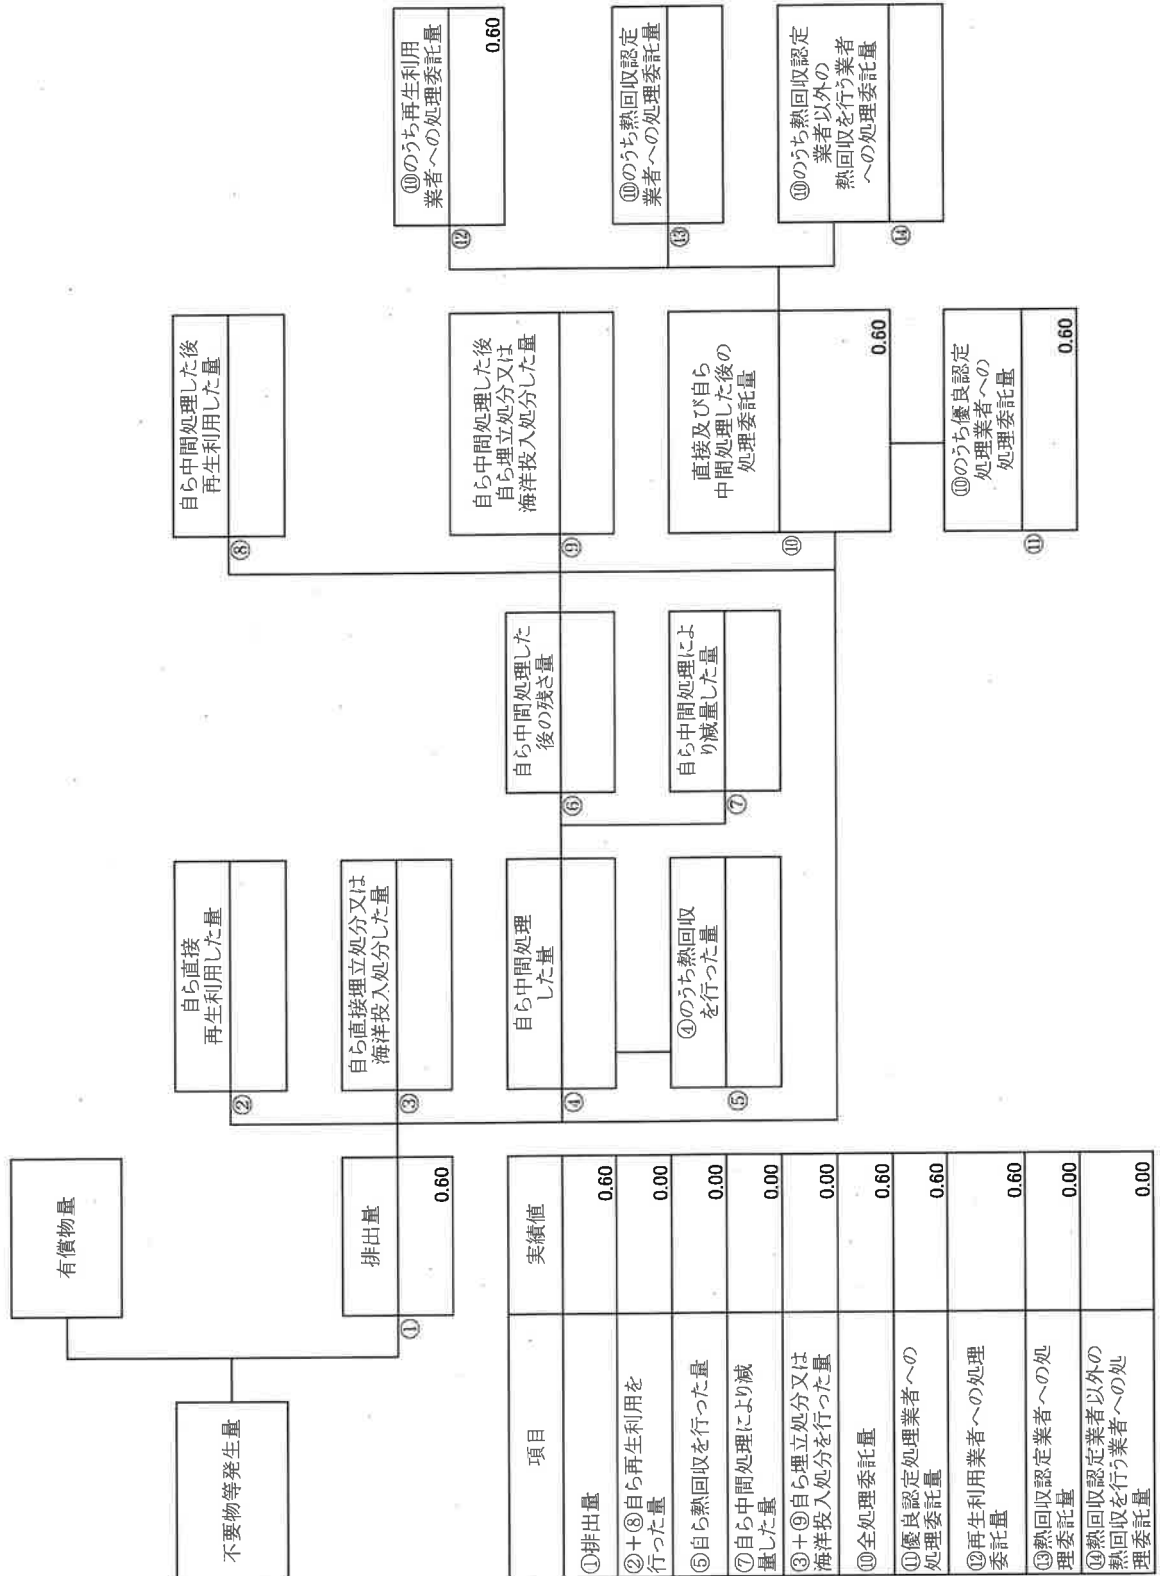 不要物等発生量
有償物量
排出量
①
0.60
自ら直接
再生利用した量
②
自ら直接埋立処分又は
海洋投入処分した量
③
自ら中間処理
した量
④
④のうち熱回収
を行った量
⑤
自ら中間処理した
後の残さ量
⑥
自ら中間処理によ
り減量した量
⑦
自ら中間処理した後
再生利用した量
⑧
自ら中間処理した後
自ら埋立処分又は
海洋投入処分した量
⑨
直接及び自ら
中間処理した後の
処理委託量
⑩
0.60
⑩のうち優良認定
処理業者への
処理委託量
⑪
0.60
⑩のうち再生利用
業者への処理委託量
⑫
0.60
⑩のうち熱回収認定
業者への処理委託量
⑬
⑩のうち熱回収認定
業者以外の
熱回収を行う業者
への処理委託量
⑭
項目 実績値
①排出量 0.60
②+⑧自ら再生利用を
行った量 0.00
⑤自ら熱回収を行った量 0.00
⑦自ら中間処理により減
量した量 0.00
③+⑨自ら埋立処分又は
海洋投入処分を行った量 0.00
⑩全処理委託量 0.60
⑪優良認定処理業者への
処理委託量 0.60
⑫再生利用業者への処理
委託量 0.60
⑬熱回収認定業者への処
理委託量 0.00
⑭熱回収認定業者以外の
熱回収を行う業者への処
理委託量 0.00